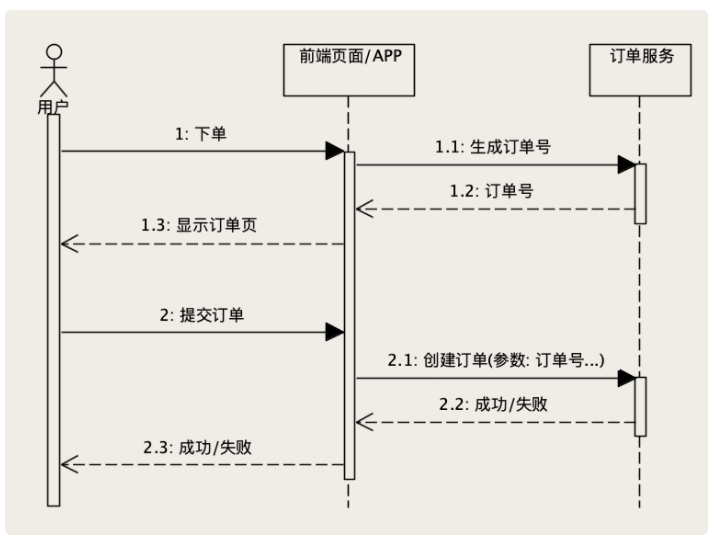 前端页面/APP
订单服务
用户
1: 下单
1.1: 生成订单号
1.2: 订单号
1.3: 显示订单页
2: 提交订单
2.1: 创建订单(参数: 订单号...)
2.2: 成功/失败
2.3: 成功/失败